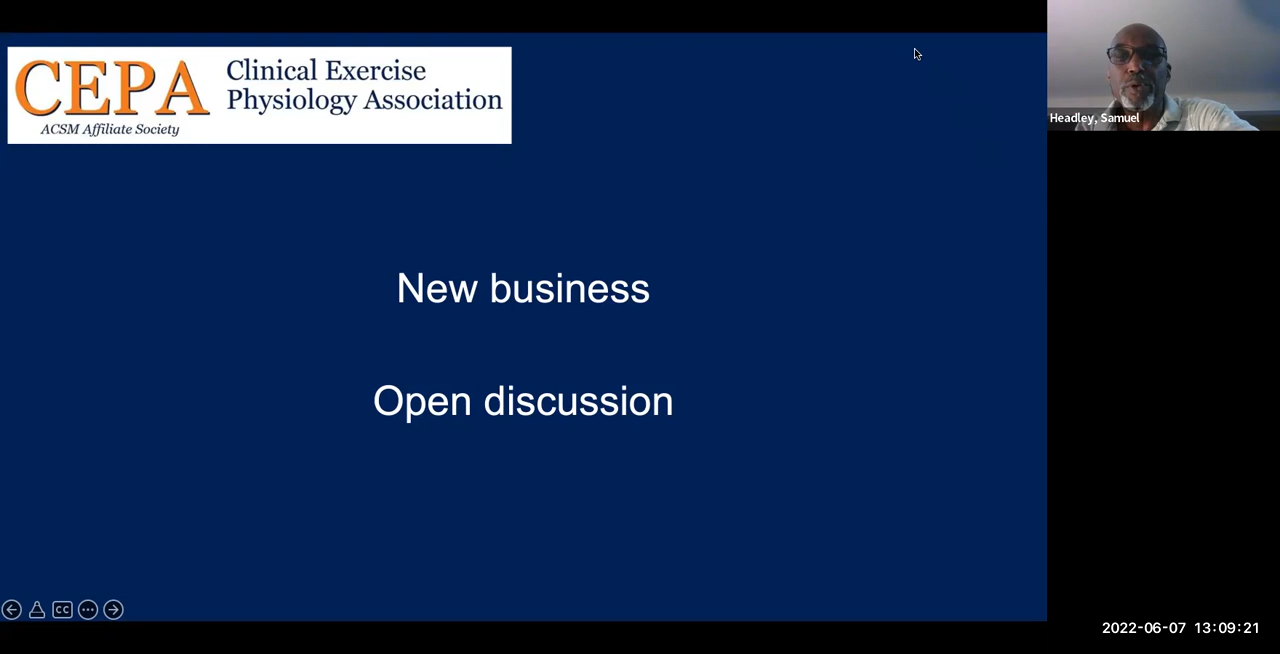 CEPA
ACSM Affiliate Society
Clinical Exercise
Physiology Association
Headley, Samuel
New business
Open discussion
CC
2022-06-07 13:09:21